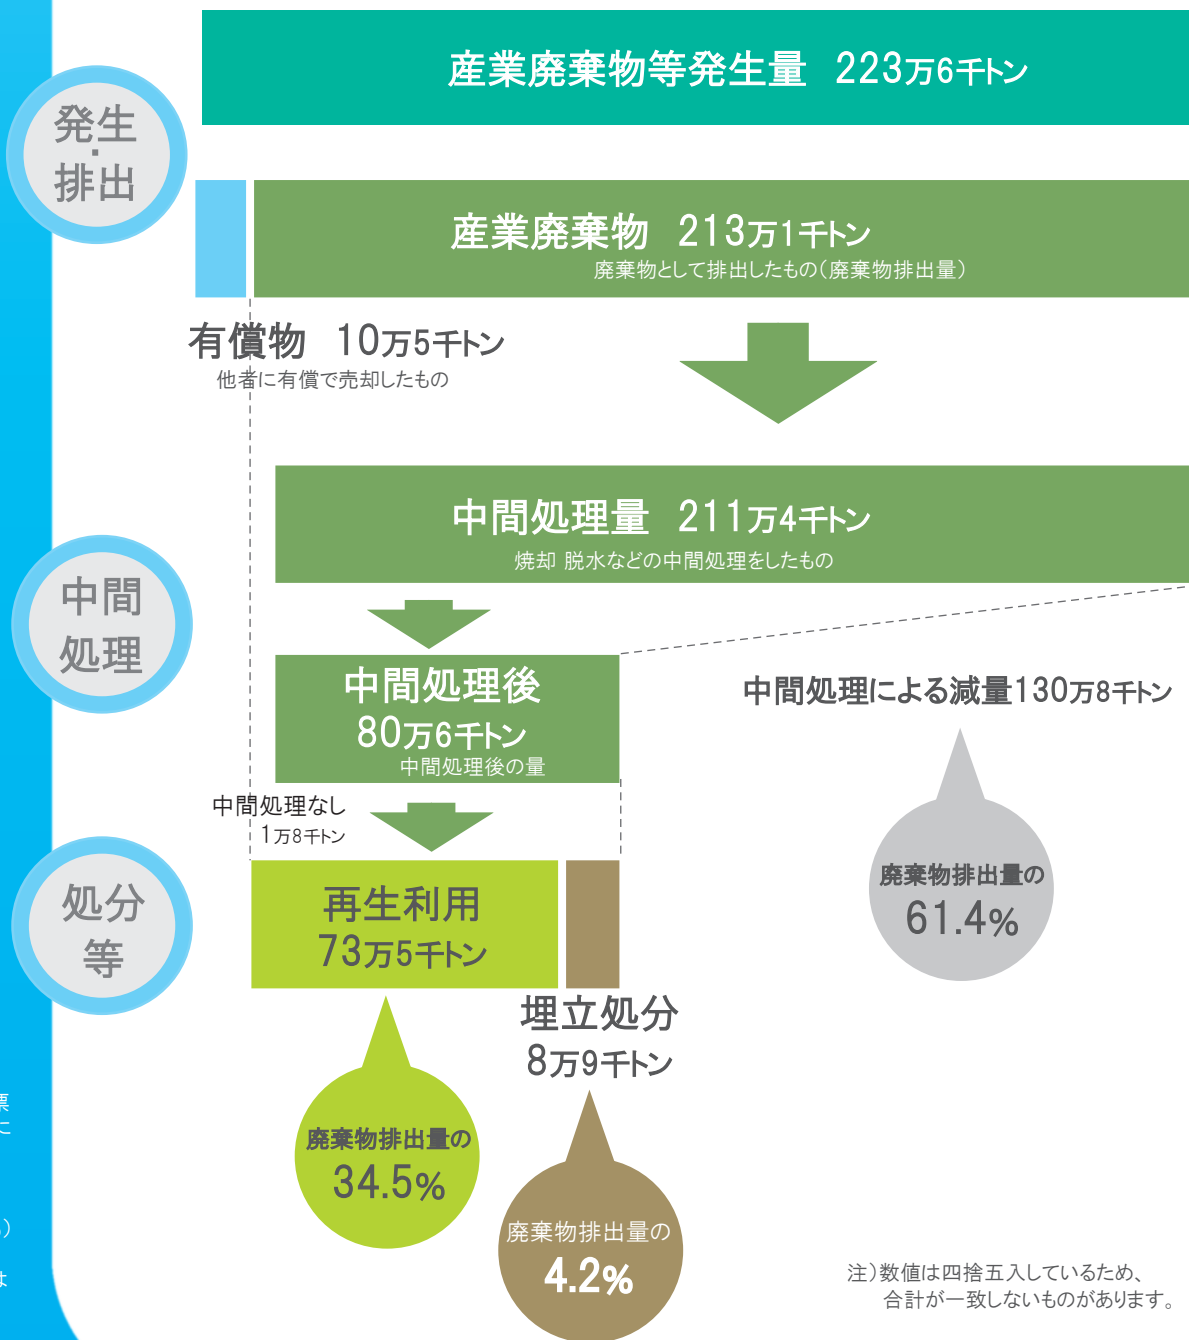 産業廃棄物等発生量 223万6千トン
発生
・
排出
産業廃棄物 213万1千トン
廃棄物として排出したもの(廃棄物排出量)
有償物 10万5千トン
他者に有償で売却したもの
中間処理量 211万4千トン
焼却 脱水などの中間処理をしたもの
中間
処理
中間処理後
80万6千トン
中間処理後の量
中間処理による減量130万8千トン
中間処理なし
1万8千トン
廃棄物排出量の
61.4%
処分
等
再生利用
73万5千トン
埋立処分
8万9千トン
廃棄物排出量の
34.5%
廃棄物排出量の
4.2%
注)数値は四捨五入しているため、
合計が一致しないものがあります。
票
に
)
は